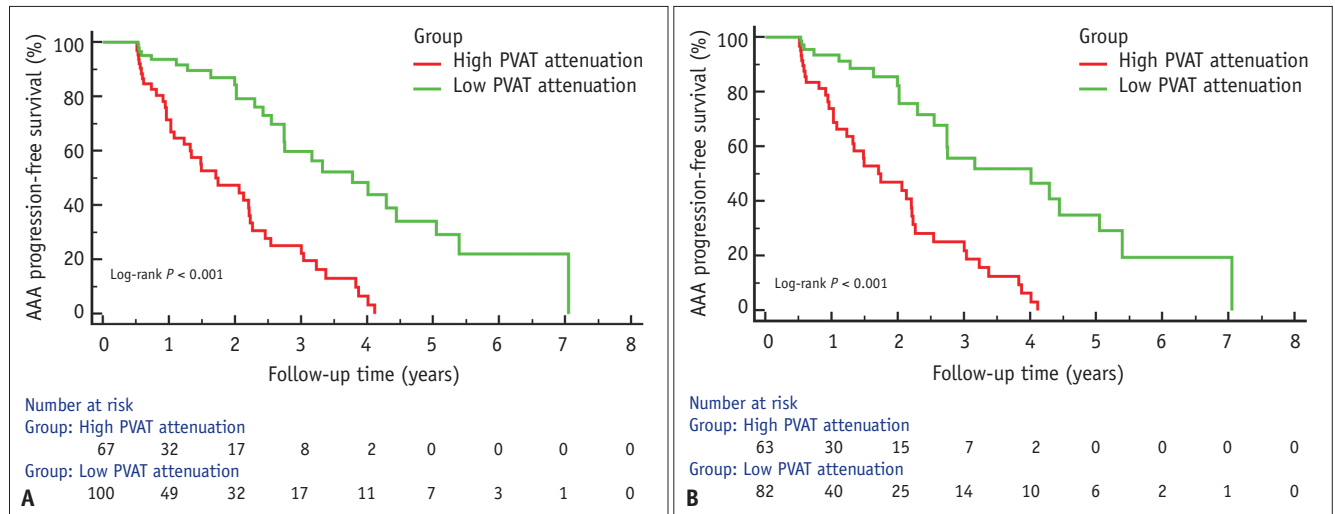 Group
High PVAT attenuation
Low PVAT attenuation
AAA progression-free survival (%)
100
80
60
40
20
0
Log-rank P < 0.001
0 1 2 3 4 5 6 7 8
Follow-up time (years)
Number at risk
Group: High PVAT attenuation
67 32 17 8 2 0 0 0 0
Group: Low PVAT attenuation
100 49 32 17 11 7 3 1 0
A
Group
High PVAT attenuation
Low PVAT attenuation
AAA progression-free survival (%)
100
80
60
40
20
0
Log-rank P < 0.001
0 1 2 3 4 5 6 7 8
Follow-up time (years)
Number at risk
Group: High PVAT attenuation
63 30 15 7 2 0 0 0 0
Group: Low PVAT attenuation
82 40 25 14 10 6 2 1 0
B